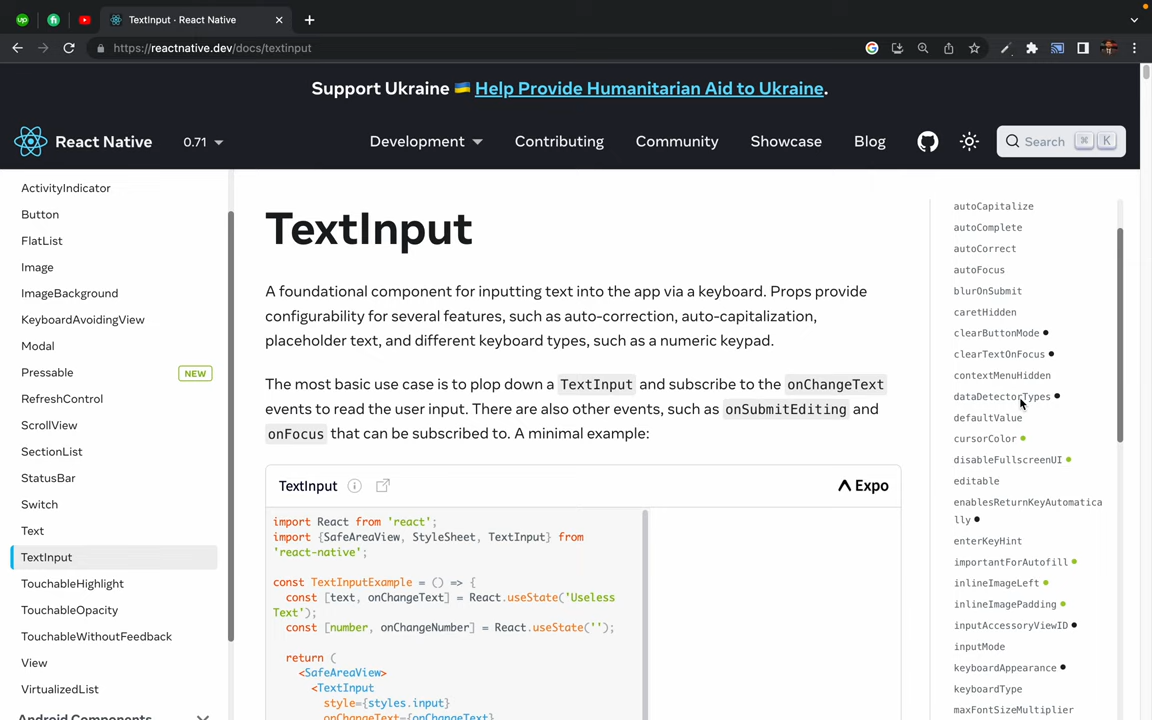 up
fi
TextInput · React Native
https://reactnative.dev/docs/textinput
Support Ukraine 🇺🇦 Help Provide Humanitarian Aid to Ukraine.
React Native
0.71
Development
Contributing
Community
Showcase
Blog
Search
⌘
K
ActivityIndicator
Button
FlatList
Image
ImageBackground
KeyboardAvoidingView
Modal
Pressable
NEW
RefreshControl
ScrollView
SectionList
StatusBar
Switch
Text
TextInput
TouchableHighlight
TouchableOpacity
TouchableWithoutFeedback
View
VirtualizedList
Android Components
TextInput
A foundational component for inputting text into the app via a keyboard. Props provide
configurability for several features, such as auto-correction, auto-capitalization,
placeholder text, and different keyboard types, such as a numeric keypad.
The most basic use case is to plop down a TextInput and subscribe to the onChangeText
events to read the user input. There are also other events, such as onSubmitEditing and
onFocus that can be subscribed to. A minimal example:
TextInput
Expo
import React from 'react';
import {SafeAreaView, StyleSheet, TextInput} from
'react-native';
const TextInputExample = () => {
const [text, onChangeText] = React.useState('Useless
Text');
const [number, onChangeNumber] = React.useState('');
return (
<SafeAreaView>
<TextInput
style={styles.input}
onChangeText={onChangeText}
autoCapitalize
autoComplete
autoCorrect
autoFocus
blurOnSubmit
caretHidden
clearButtonMode
clearTextOnFocus
contextMenuHidden
dataDetectorTypes
defaultValue
cursorColor
disableFullscreenUI
editable
enablesReturnKeyAutomatica
lly
enterKeyHint
importantForAutofill
inlineImageLeft
inlineImagePadding
inputAccessoryViewID
inputMode
keyboardAppearance
keyboardType
maxFontSizeMultiplier